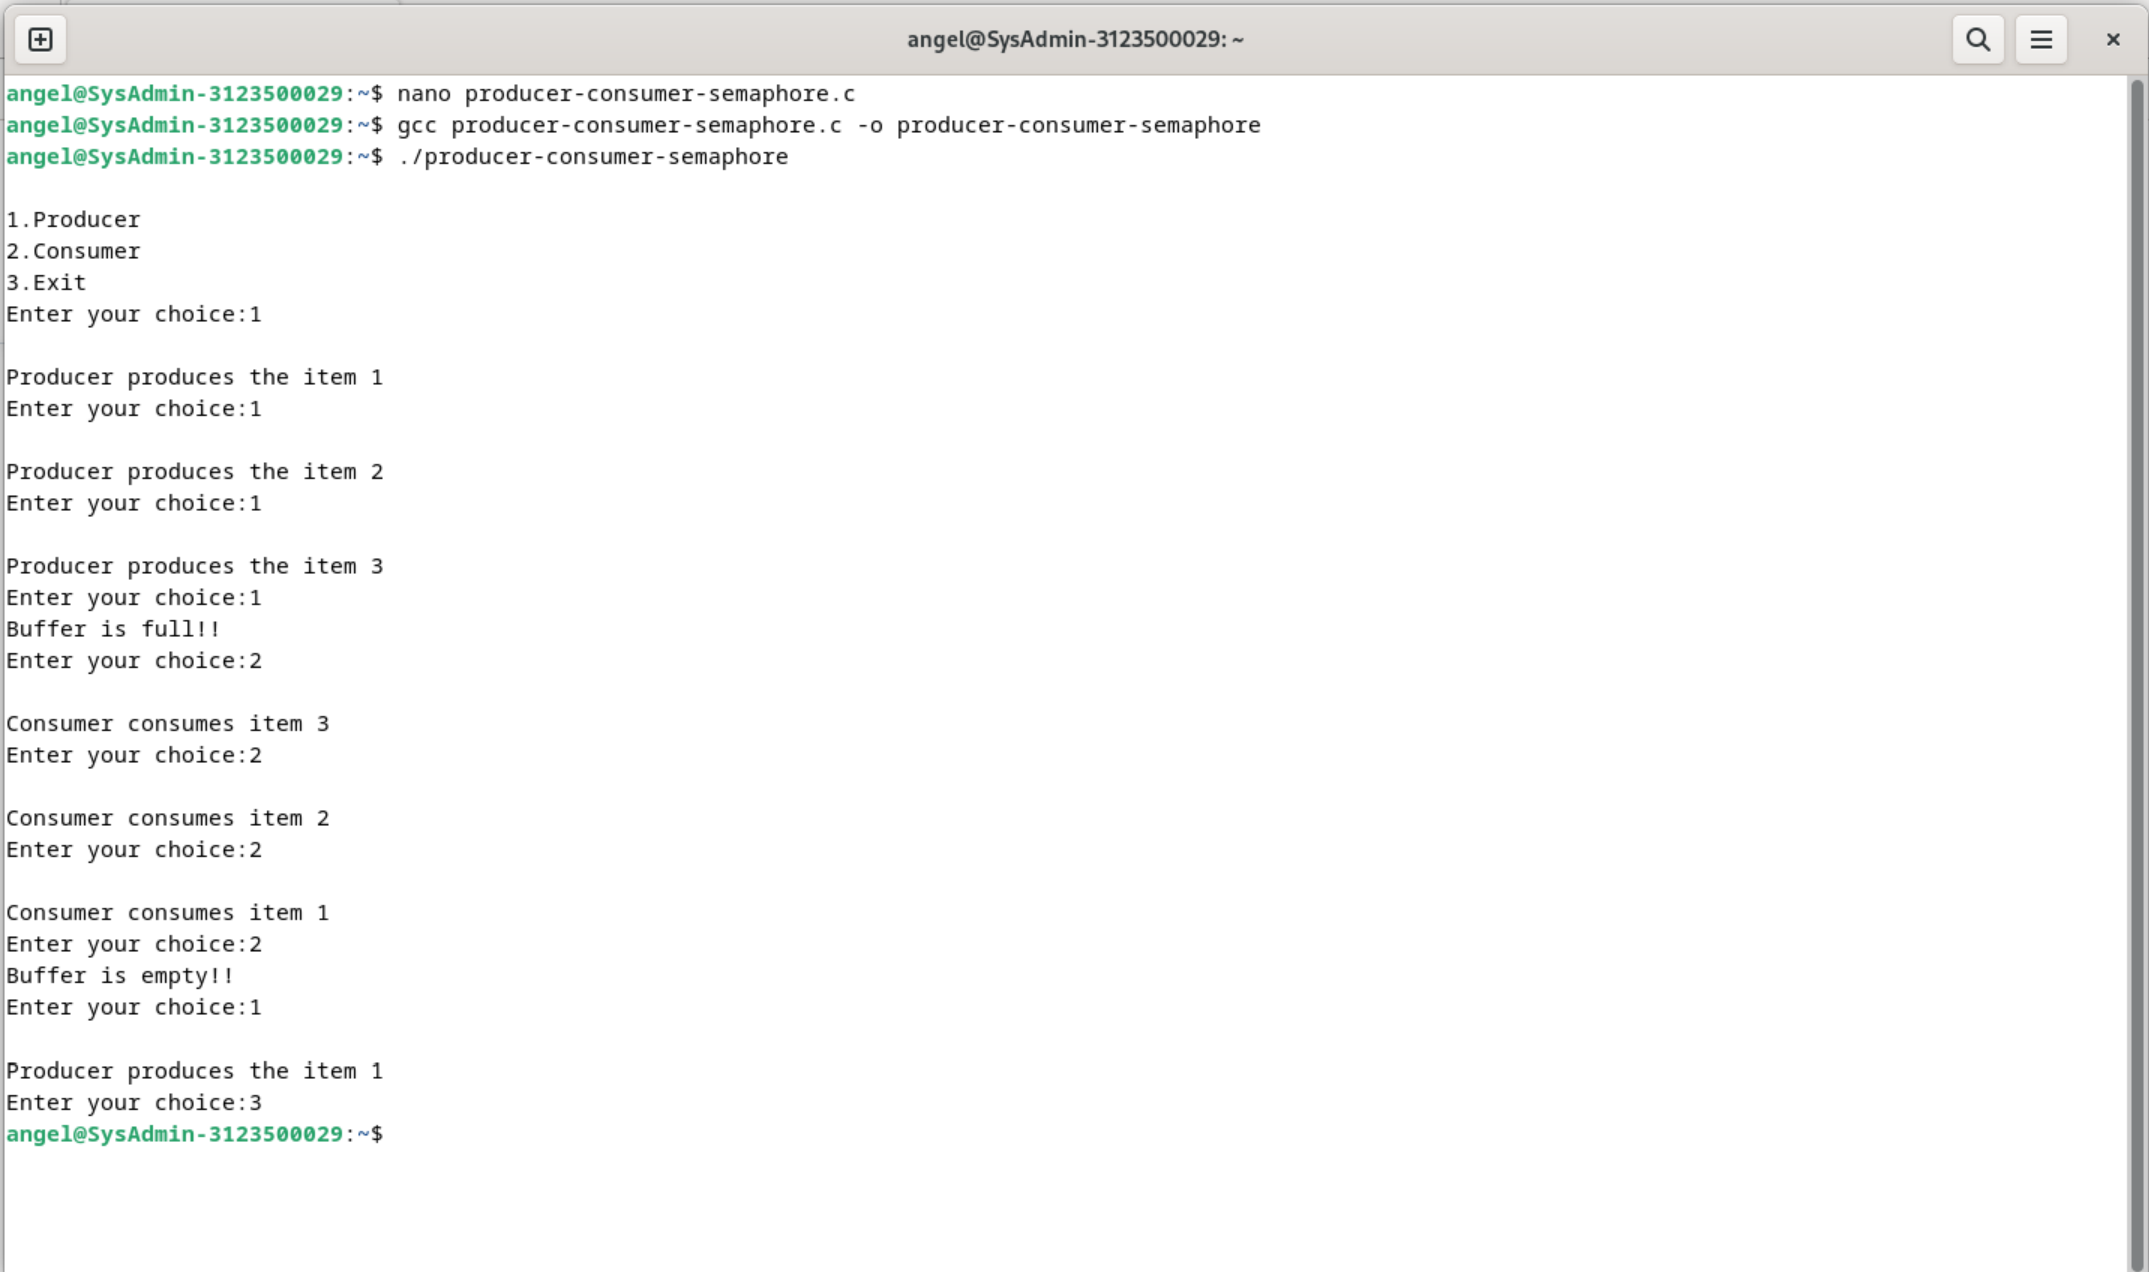 angel@SysAdmin-3123500029: ~
angel@SysAdmin-3123500029:~$ nano producer-consumer-semaphore.c
angel@SysAdmin-3123500029:~$ gcc producer-consumer-semaphore.c -o producer-consumer-semaphore
angel@SysAdmin-3123500029:~$ ./producer-consumer-semaphore
1.Producer
2.Consumer
3.Exit
Enter your choice:1
Producer produces the item 1
Enter your choice:1
Producer produces the item 2
Enter your choice:1
Producer produces the item 3
Enter your choice:1
Buffer is full!!
Enter your choice:2
Consumer consumes item 3
Enter your choice:2
Consumer consumes item 2
Enter your choice:2
Consumer consumes item 1
Enter your choice:2
Buffer is empty!!
Enter your choice:1
Producer produces the item 1
Enter your choice:3
angel@SysAdmin-3123500029:~$